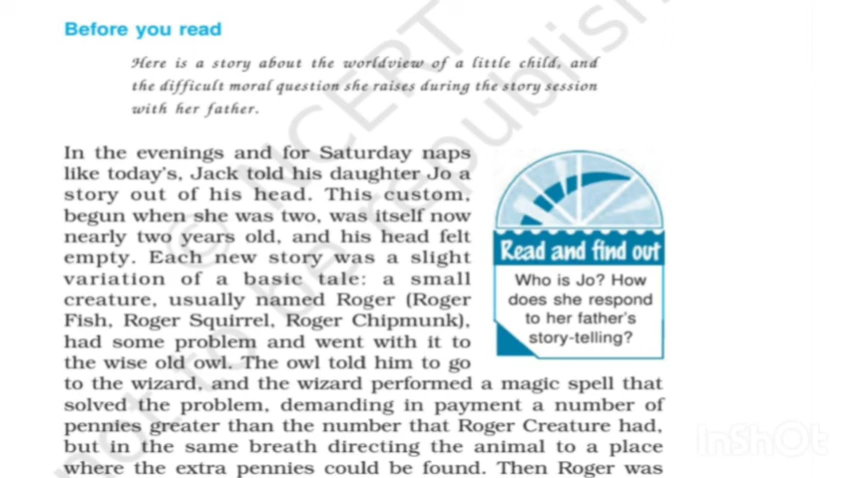 Before you read
Here is a story about the worldview of a little child, and
the difficult moral question she raises during the story session
with her father.
In the evenings and for Saturday naps
like today's, Jack told his daughter Jo a
story out of his head. This custom,
begun when she was two, was itself now
nearly two years old, and his head felt
empty. Each new story was a slight
variation of a basic tale: a small
creature, usually named Roger (Roger
Fish, Roger Squirrel, Roger Chipmunk),
had some problem and went with it to
the wise old owl. The owl told him to go
to the wizard, and the wizard performed a magic spell that
solved the problem, demanding in payment a number of
pennies greater than the number that Roger Creature had,
but in the same breath directing the animal to a place
where the extra pennies could be found. Then Roger was
Read and find out
Who is Jo? How
does she respond
to her father's
story-telling?
© NCERT
not to be republish
InShOt